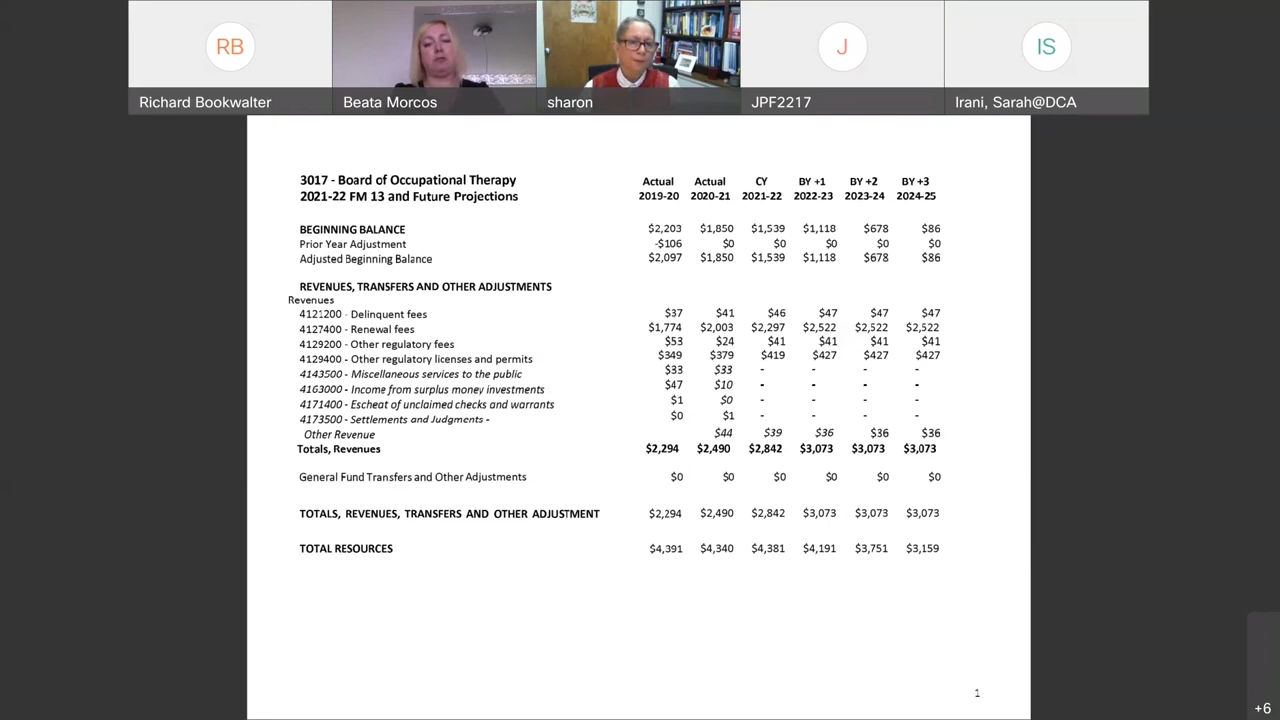 RB
J
IS
Richard Bookwalter
Beata Morcos
sharon
JPF2217
Irani, Sarah@DCA
3017 - Board of Occupational Therapy Actual Actual CY BY +1 BY +2 BY +3
2021-22 FM 13 and Future Projections 2019-20 2020-21 2021-22 2022-23 2023-24 2024-25
BEGINNING BALANCE $2,203 $1,850 $1,539 $1,118 $678 $86
Prior Year Adjustment -$106 $0 $0 $0 $0 $0
Adjusted Beginning Balance $2,097 $1,850 $1,539 $1,118 $678 $86
REVENUES, TRANSFERS AND OTHER ADJUSTMENTS
Revenues
4121200 - Delinquent fees $37 $41 $46 $47 $47 $47
4127400 - Renewal fees $1,774 $2,003 $2,297 $2,522 $2,522 $2,522
4129200 - Other regulatory fees $53 $24 $41 $41 $41 $41
4129400 - Other regulatory licenses and permits $349 $379 $419 $427 $427 $427
4143500 - Miscellaneous services to the public $33 $33 - - - -
4163000 - Income from surplus money investments $47 $10 - - - -
4171400 - Escheat of unclaimed checks and warrants $1 $0 - - - -
4173500 - Settlements and Judgments - $0 $1 - - - -
Other Revenue $44 $39 $36 $36 $36
Totals, Revenues $2,294 $2,490 $2,842 $3,073 $3,073 $3,073
General Fund Transfers and Other Adjustments $0 $0 $0 $0 $0 $0
TOTALS, REVENUES, TRANSFERS AND OTHER ADJUSTMENT $2,294 $2,490 $2,842 $3,073 $3,073 $3,073
TOTAL RESOURCES $4,391 $4,340 $4,381 $4,191 $3,751 $3,159
1
+6